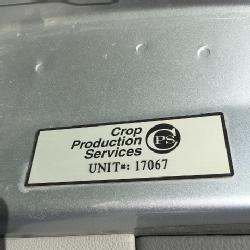 Crop
Production
Services
CPS
UNIT#: 17067